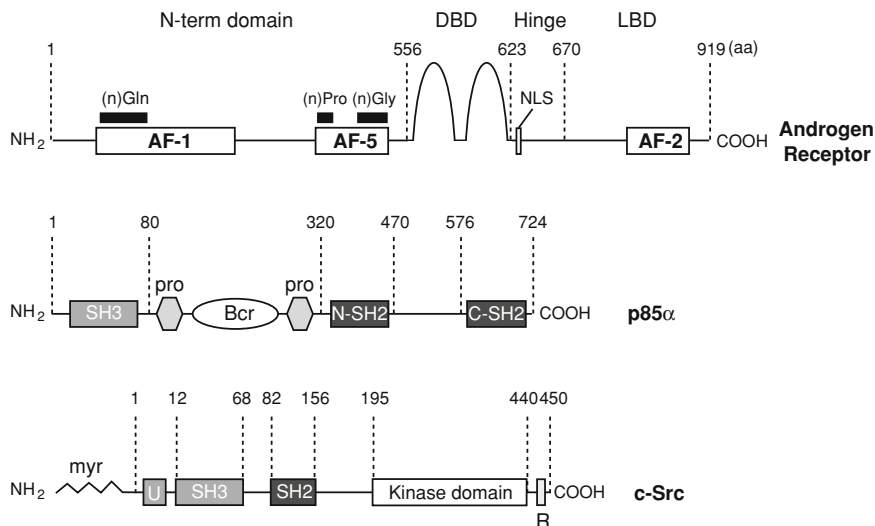 N-term domain DBD Hinge LBD
1 556 623 670 919 (aa)
(n)Gln (n)Pro (n)Gly NLS
NH2 AF-1 AF-5 AF-2 COOH Androgen
Receptor
1 80 320 470 576 724
pro pro
NH2 SH3 Bcr N-SH2 C-SH2 COOH p85α
1 12 68 82 156 195 440 450
myr
NH2 U SH3 SH2 Kinase domain COOH c-Src
R